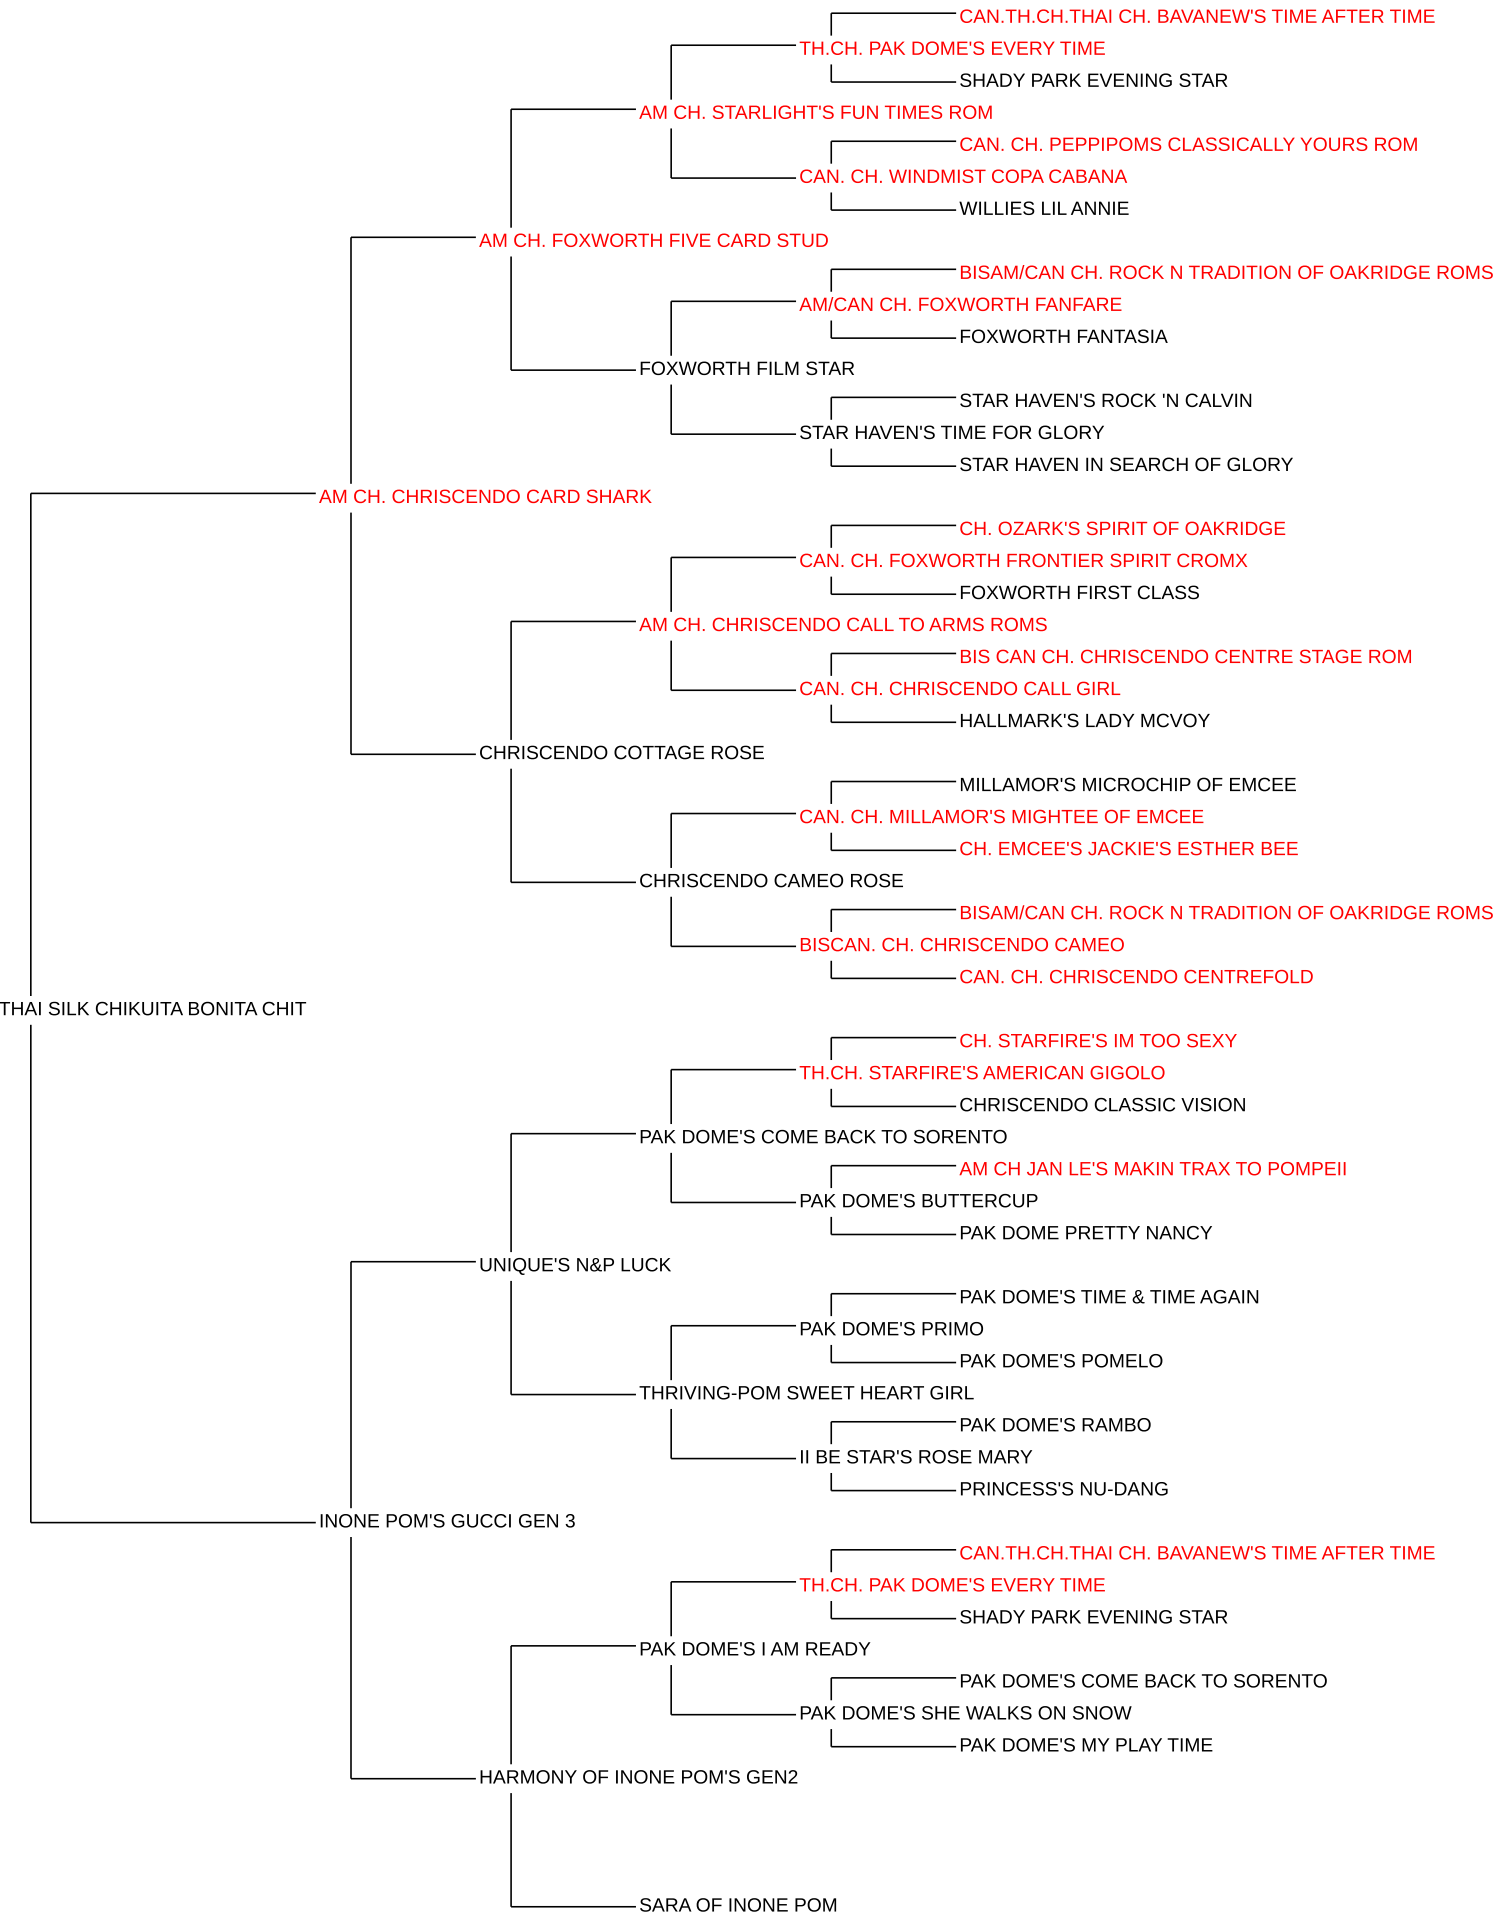 CAN.TH.CH.THAI CH. BAVANEW'S TIME AFTER TIME
TH.CH. PAK DOME'S EVERY TIME
SHADY PARK EVENING STAR
AM CH. STARLIGHT'S FUN TIMES ROM
CAN. CH. PEPPIPOMS CLASSICALLY YOURS ROM
CAN. CH. WINDMIST COPA CABANA
WILLIES LIL ANNIE
AM CH. FOXWORTH FIVE CARD STUD
BISAM/CAN CH. ROCK N TRADITION OF OAKRIDGE ROMS
AM/CAN CH. FOXWORTH FANFARE
FOXWORTH FANTASIA
FOXWORTH FILM STAR
STAR HAVEN'S ROCK 'N CALVIN
STAR HAVEN'S TIME FOR GLORY
STAR HAVEN IN SEARCH OF GLORY
AM CH. CHRISCENDO CARD SHARK
CH. OZARK'S SPIRIT OF OAKRIDGE
CAN. CH. FOXWORTH FRONTIER SPIRIT CROMX
FOXWORTH FIRST CLASS
AM CH. CHRISCENDO CALL TO ARMS ROMS
BIS CAN CH. CHRISCENDO CENTRE STAGE ROM
CAN. CH. CHRISCENDO CALL GIRL
HALLMARK'S LADY MCVOY
CHRISCENDO COTTAGE ROSE
MILLAMOR'S MICROCHIP OF EMCEE
CAN. CH. MILLAMOR'S MIGHTEE OF EMCEE
CH. EMCEE'S JACKIE'S ESTHER BEE
CHRISCENDO CAMEO ROSE
BISAM/CAN CH. ROCK N TRADITION OF OAKRIDGE ROMS
BISCAN. CH. CHRISCENDO CAMEO
CAN. CH. CHRISCENDO CENTREFOLD
THAI SILK CHIKUITA BONITA CHIT
CH. STARFIRE'S IM TOO SEXY
TH.CH. STARFIRE'S AMERICAN GIGOLO
CHRISCENDO CLASSIC VISION
PAK DOME'S COME BACK TO SORENTO
AM CH JAN LE'S MAKIN TRAX TO POMPEII
PAK DOME'S BUTTERCUP
PAK DOME PRETTY NANCY
UNIQUE'S N&P LUCK
PAK DOME'S TIME & TIME AGAIN
PAK DOME'S PRIMO
PAK DOME'S POMELO
THRIVING-POM SWEET HEART GIRL
PAK DOME'S RAMBO
II BE STAR'S ROSE MARY
PRINCESS'S NU-DANG
INONE POM'S GUCCI GEN 3
CAN.TH.CH.THAI CH. BAVANEW'S TIME AFTER TIME
TH.CH. PAK DOME'S EVERY TIME
SHADY PARK EVENING STAR
PAK DOME'S I AM READY
PAK DOME'S COME BACK TO SORENTO
PAK DOME'S SHE WALKS ON SNOW
PAK DOME'S MY PLAY TIME
HARMONY OF INONE POM'S GEN2
SARA OF INONE POM